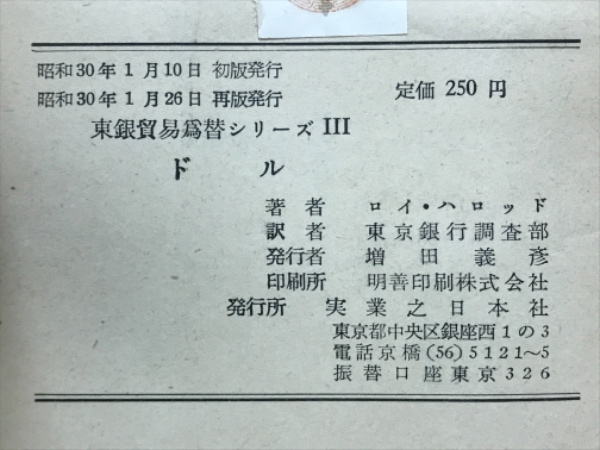 昭和30年1月10日 初版発行
昭和30年1月26日 再版発行
定価 250 円
東銀貿易爲替シリーズ III
ドル
著者 ロイ・ハロッド
訳者 東京銀行調査部
発行者 増田義彦
印刷所 明善印刷株式会社
発行所 実業之日本社
東京都中央区銀座西1の3
電話京橋(56)5121~5
振替口座東京326